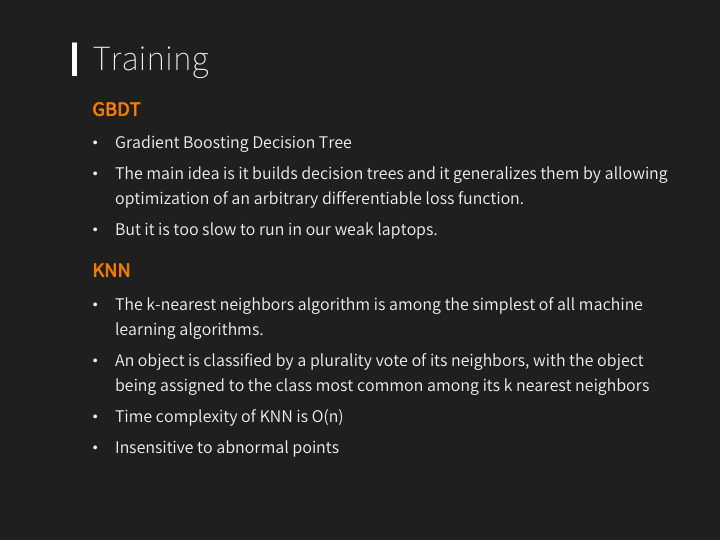 Training
GBDT
• Gradient Boosting Decision Tree
• The main idea is it builds decision trees and it generalizes them by allowing
optimization of an arbitrary differentiable loss function.
• But it is too slow to run in our weak laptops.
KNN
• The k-nearest neighbors algorithm is among the simplest of all machine
learning algorithms.
• An object is classified by a plurality vote of its neighbors, with the object
being assigned to the class most common among its k nearest neighbors
• Time complexity of KNN is O(n)
• Insensitive to abnormal points